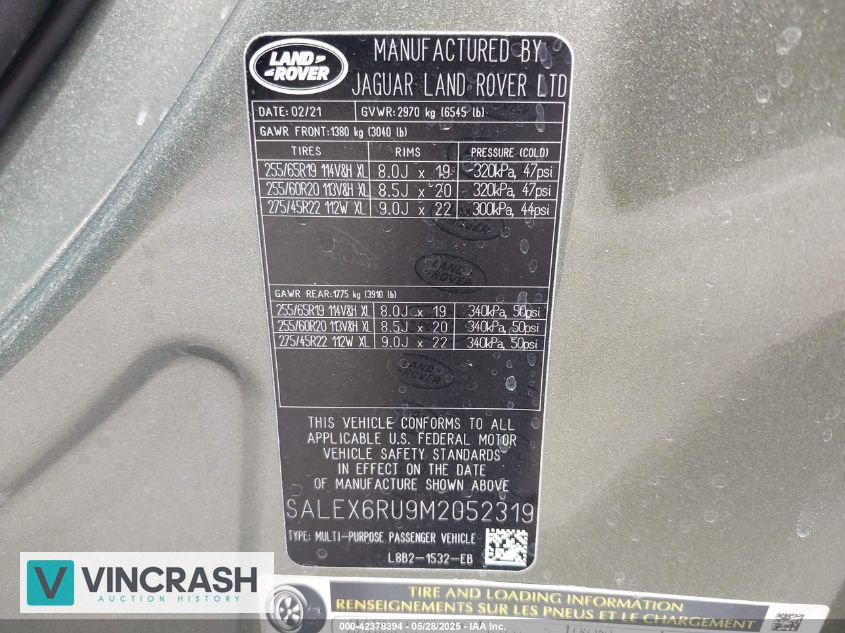 LAND
ROVER
MANUFACTURED BY
JAGUAR LAND ROVER LTD
DATE: 02/21 GVWR: 2970 kg (6545 lb)
GAWR FRONT: 1380 kg (3040 lb)
TIRES RIMS PRESSURE (COLD)
255/65R19 114V&H XL 8.0J x 19 320kPa, 47psi
255/60R20 113V&H XL 8.5J x 20 320kPa, 47psi
275/45R22 112W XL 9.0J x 22 300kPa, 44psi
LAND
ROVER
GAWR REAR: 1775 kg (3910 lb)
255/65R19 114V&H XL 8.0J x 19 340kPa, 50psi
255/60R20 113V&H XL 8.5J x 20 340kPa, 50psi
275/45R22 112W XL 9.0J x 22 340kPa, 50psi
LAND
ROVER
THIS VEHICLE CONFORMS TO ALL
APPLICABLE U.S. FEDERAL MOTOR
VEHICLE SAFETY STANDARDS
IN EFFECT ON THE DATE
OF MANUFACTURE SHOWN ABOVE
SALEX6RU9M2052319
TYPE: MULTI-PURPOSE PASSENGER VEHICLE
L8B2-1532-EB
VINCRASH
AUCTION HISTORY
TIRE AND LOADING INFORMATION
RENSEIGNEMENTS SUR LES PNEUS ET LE CHARGEMENT
000-42378394 - 05/28/2025 - IAA Inc.